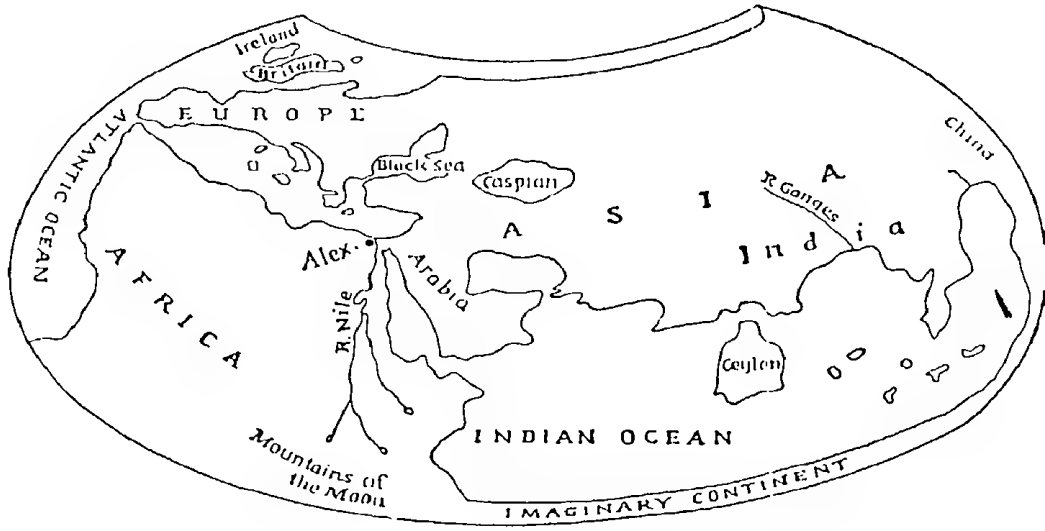 Ireland
Britain
EUROPE
ATLANTIC OCEAN
Black Sea
Caspian
China
ASIA
R Ganges
India
Alex.
Arabia
AFRICA
R. Nile
Ceylon
INDIAN OCEAN
Mountains of
the Moon
IMAGINARY CONTINENT